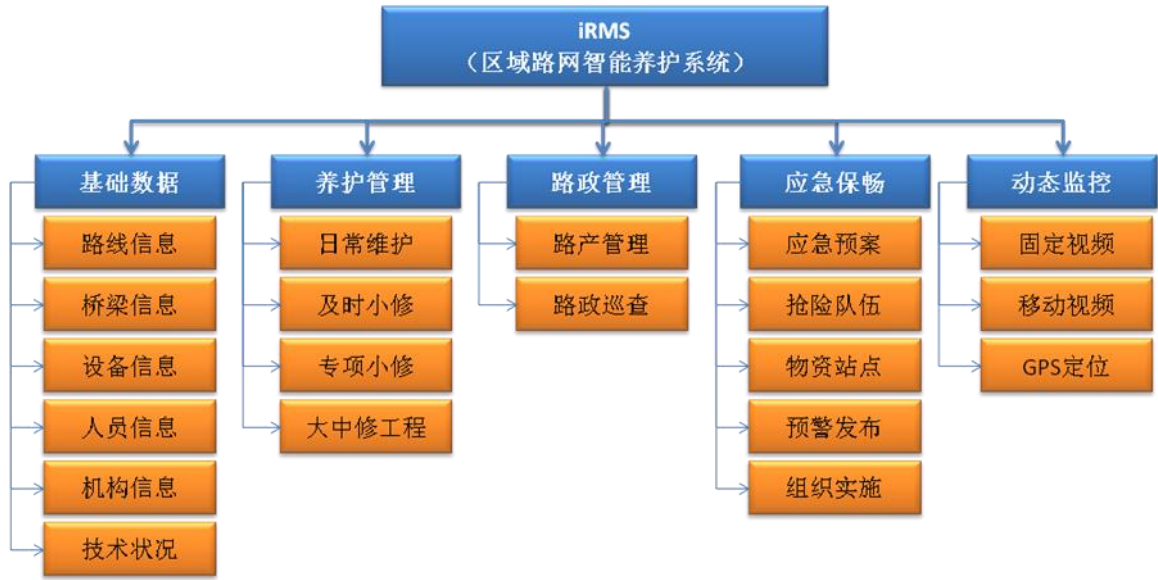 iRMS
（区域路网智能养护系统）
基础数据
路线信息
桥梁信息
设备信息
人员信息
机构信息
技术状况
养护管理
日常维护
及时小修
专项小修
大中修工程
路政管理
路产管理
路政巡查
应急保畅
应急预案
抢险队伍
物资站点
预警发布
组织实施
动态监控
固定视频
移动视频
GPS定位